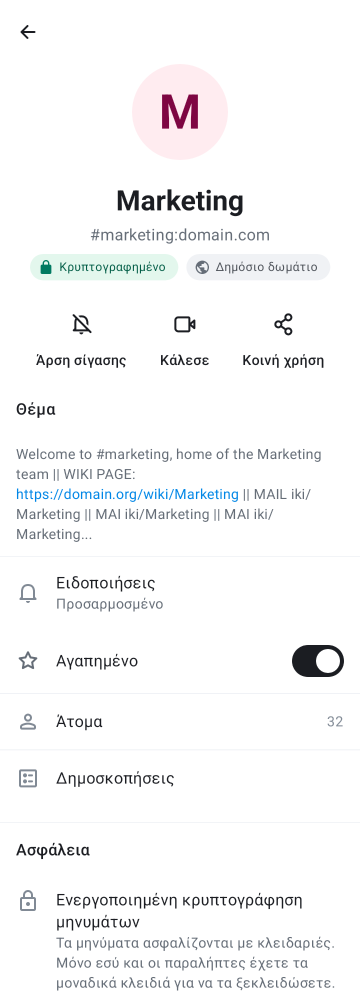 M
Marketing
#marketing:domain.com
Κρυπτογραφημένο
Δημόσιο δωμάτιο
Άρση σίγασης
Κάλεσε
Κοινή χρήση
Θέμα
Welcome to #marketing, home of the Marketing
team || WIKI PAGE:
https://domain.org/wiki/Marketing || MAIL iki/
Marketing || MAI iki/Marketing || MAI iki/
Marketing...
Ειδοποιήσεις
Προσαρμοσμένο
Αγαπημένο
Άτομα
32
Δημοσκοπήσεις
Ασφάλεια
Ενεργοποιημένη κρυπτογράφηση
μηνυμάτων
Τα μηνύματα ασφαλίζονται με κλειδαριές.
Μόνο εσύ και οι παραλήπτες έχετε τα
μοναδικά κλειδιά για να τα ξεκλειδώσετε.